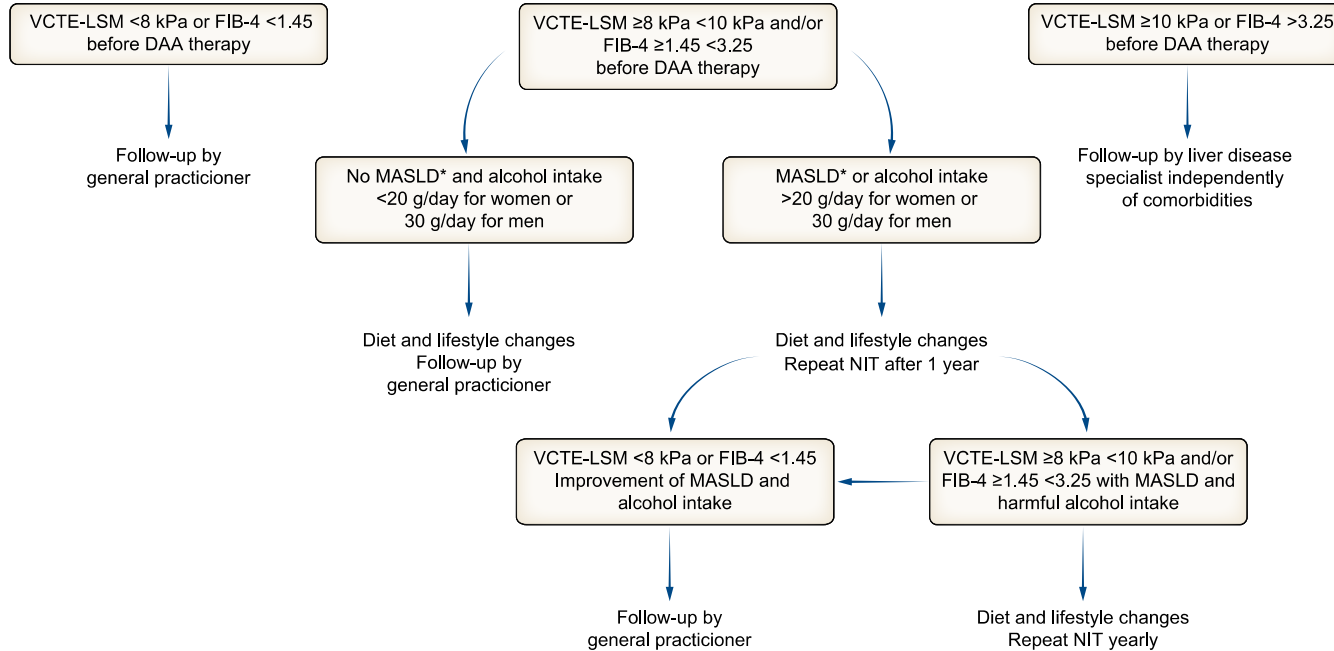 VCTE-LSM <8 kPa or FIB-4 <1.45
before DAA therapy
VCTE-LSM ≥8 kPa <10 kPa and/or
FIB-4 ≥1.45 <3.25
before DAA therapy
VCTE-LSM ≥10 kPa or FIB-4 >3.25
before DAA therapy
Follow-up by
general practicioner
No MASLD* and alcohol intake
<20 g/day for women or
30 g/day for men
MASLD* or alcohol intake
>20 g/day for women or
30 g/day for men
Follow-up by liver disease
specialist independently
of comorbidities
Diet and lifestyle changes
Follow-up by
general practicioner
Diet and lifestyle changes
Repeat NIT after 1 year
VCTE-LSM <8 kPa or FIB-4 <1.45
Improvement of MASLD and
alcohol intake
VCTE-LSM ≥8 kPa <10 kPa and/or
FIB-4 ≥1.45 <3.25 with MASLD and
harmful alcohol intake
Follow-up by
general practicioner
Diet and lifestyle changes
Repeat NIT yearly